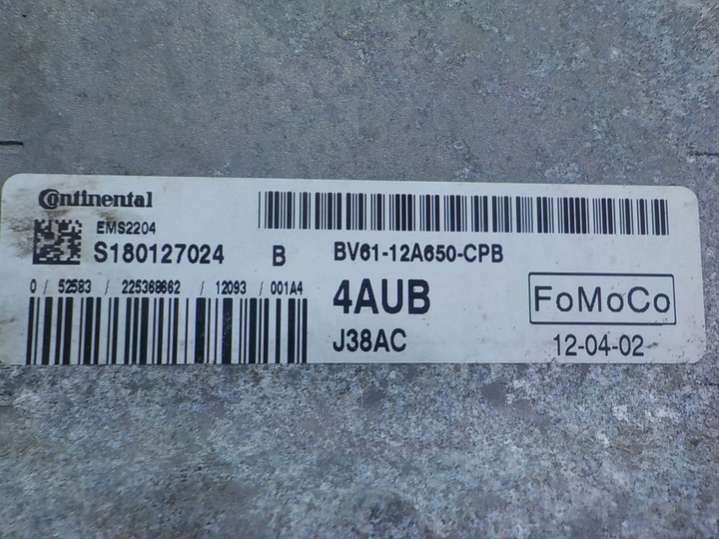 Continental
EMS2204
S180127024 B BV61-12A650-CPB
0 / 52583 / 225368662 / 12093 / 001A4
4AUB
FoMoCo
J38AC
12-04-02